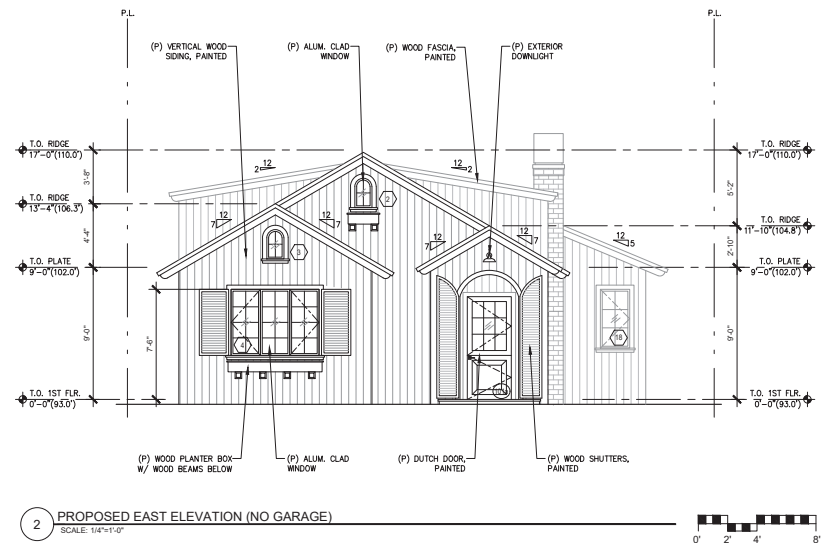 P.L.
P.L.
(P) VERTICAL WOOD
SIDING, PAINTED
(P) ALUM. CLAD
WINDOW
(P) WOOD FASCIA,
PAINTED
(P) EXTERIOR
DOWNLIGHT
T.O. RIDGE
17'-0"(110.0')
T.O. RIDGE
17'-0"(110.0')
12
2
12
2
3'-8"
5'-2"
2
T.O. RIDGE
13'-4"(106.3')
12
7
12
7
T.O. RIDGE
11'-10"(104.8')
12
7
12
7
12
5
4'-4"
2'-10"
3
T.O. PLATE
9'-0"(102.0')
T.O. PLATE
9'-0"(102.0')
9'-0"
7'-6"
4
18
9'-0"
T.O. 1ST FLR.
0'-0"(93.0')
T.O. 1ST FLR.
0'-0"(93.0')
(P) WOOD PLANTER BOX
W/ WOOD BEAMS BELOW
(P) ALUM. CLAD
WINDOW
(P) DUTCH DOOR,
PAINTED
(P) WOOD SHUTTERS,
PAINTED
2
PROPOSED EAST ELEVATION (NO GARAGE)
SCALE: 1/4"=1'-0"
0' 2' 4' 8'